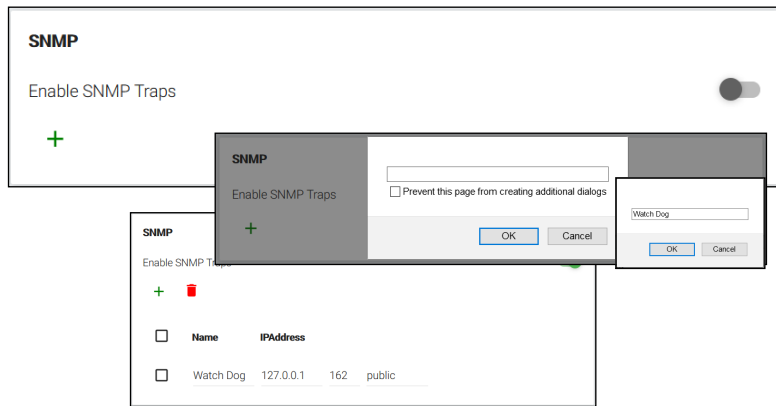 SNMP
Enable SNMP Traps
SNMP
Enable SNMP Traps
Prevent this page from creating additional dialogs
OK Cancel
Watch Dog
OK Cancel
SNMP
Enable SNMP
Name IPAddress
Watch Dog 127.0.0.1 162 public